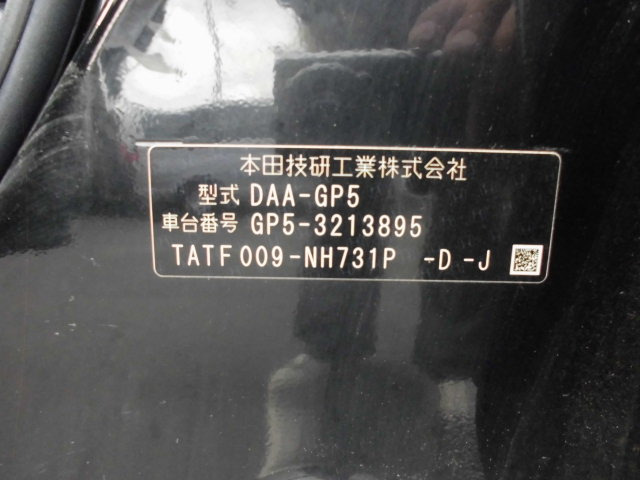 本田技研工業株式会社
型式 DAA-GP5
車台番号 GP5-3213895
TATF009-NH731P -D-J